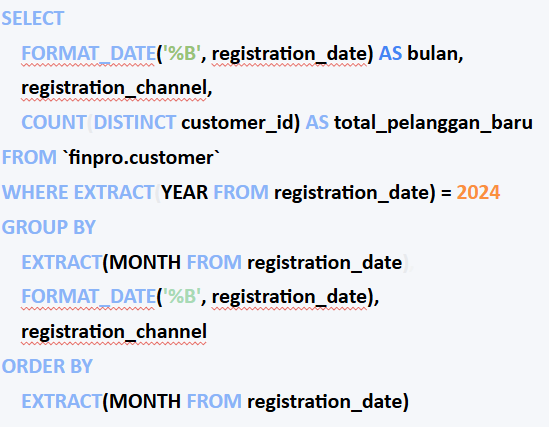 SELECT
FORMAT_DATE('%B', registration_date) AS bulan,
registration_channel,
COUNT(DISTINCT customer_id) AS total_pelanggan_baru
FROM `finpro.customer`
WHERE EXTRACT(YEAR FROM registration_date) = 2024
GROUP BY
EXTRACT(MONTH FROM registration_date)
FORMAT_DATE('%B', registration_date),
registration_channel
ORDER BY
EXTRACT(MONTH FROM registration_date)